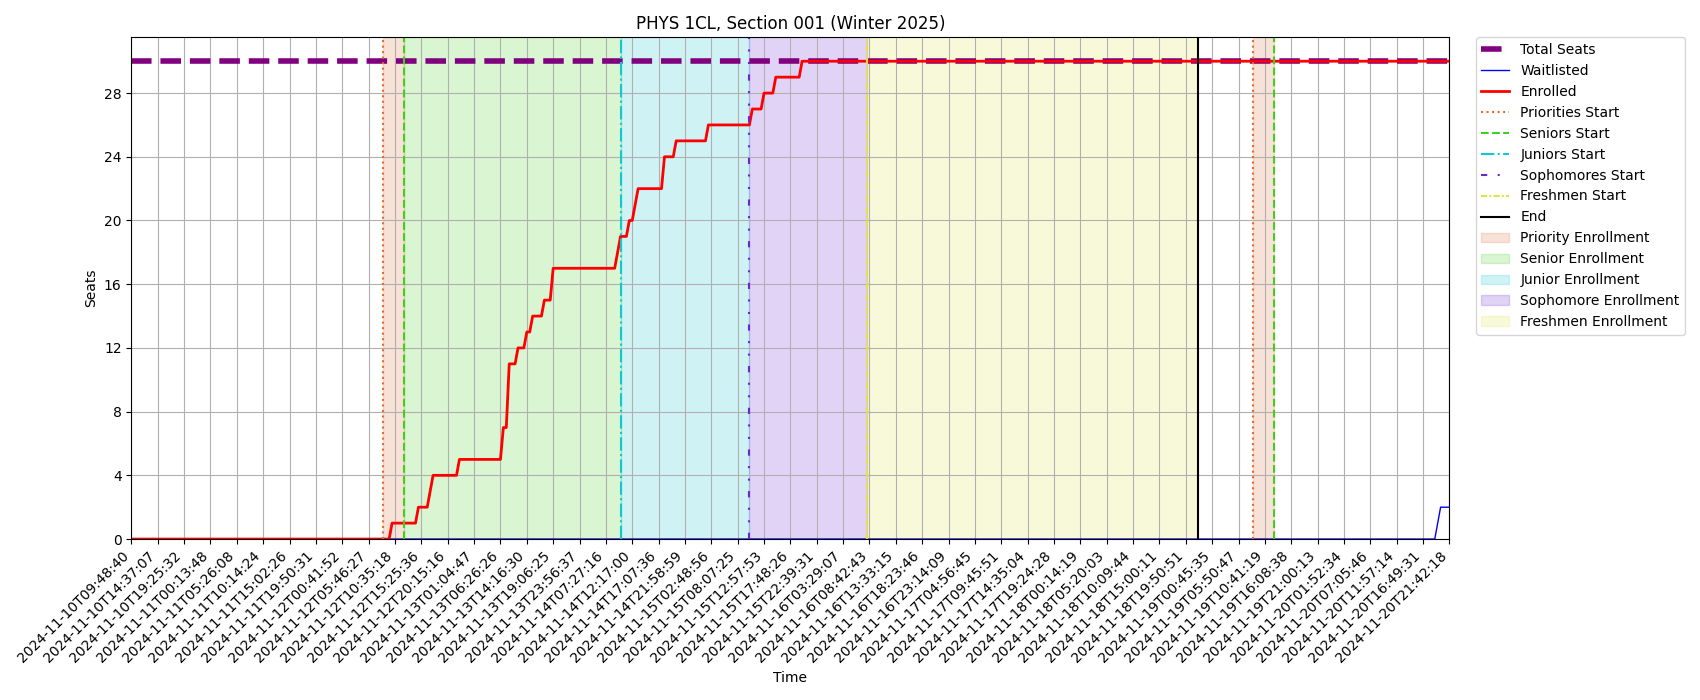 PHYS 1CL, Section 001 (Winter 2025)
Seats
28
24
20
16
12
8
4
0
2024-11-10T09:48:40
2024-11-10T14:37:07
2024-11-10T19:25:32
2024-11-11T00:13:48
2024-11-11T05:26:08
2024-11-11T10:14:24
2024-11-11T15:02:26
2024-11-11T19:50:31
2024-11-12T00:41:52
2024-11-12T05:46:27
2024-11-12T10:35:18
2024-11-12T15:25:36
2024-11-12T20:15:16
2024-11-13T01:04:47
2024-11-13T06:26:26
2024-11-13T14:16:30
2024-11-13T19:06:25
2024-11-13T23:56:37
2024-11-14T07:27:16
2024-11-14T12:17:00
2024-11-14T17:07:36
2024-11-14T21:58:59
2024-11-15T02:48:56
2024-11-15T08:07:25
2024-11-15T12:57:53
2024-11-15T17:48:26
2024-11-15T22:39:31
2024-11-16T03:29:07
2024-11-16T08:42:43
2024-11-16T13:33:15
2024-11-16T18:23:46
2024-11-16T23:14:09
2024-11-17T04:56:45
2024-11-17T09:45:51
2024-11-17T14:35:04
2024-11-17T19:24:28
2024-11-18T00:14:19
2024-11-18T05:20:03
2024-11-18T10:09:44
2024-11-18T15:00:11
2024-11-18T19:50:51
2024-11-19T00:45:35
2024-11-19T05:50:47
2024-11-19T10:41:19
2024-11-19T16:08:38
2024-11-19T21:00:13
2024-11-20T01:52:34
2024-11-20T07:05:46
2024-11-20T11:57:14
2024-11-20T16:49:31
2024-11-20T21:42:18
Time
Total Seats
Waitlisted
Enrolled
Priorities Start
Seniors Start
Juniors Start
Sophomores Start
Freshmen Start
End
Priority Enrollment
Senior Enrollment
Junior Enrollment
Sophomore Enrollment
Freshmen Enrollment